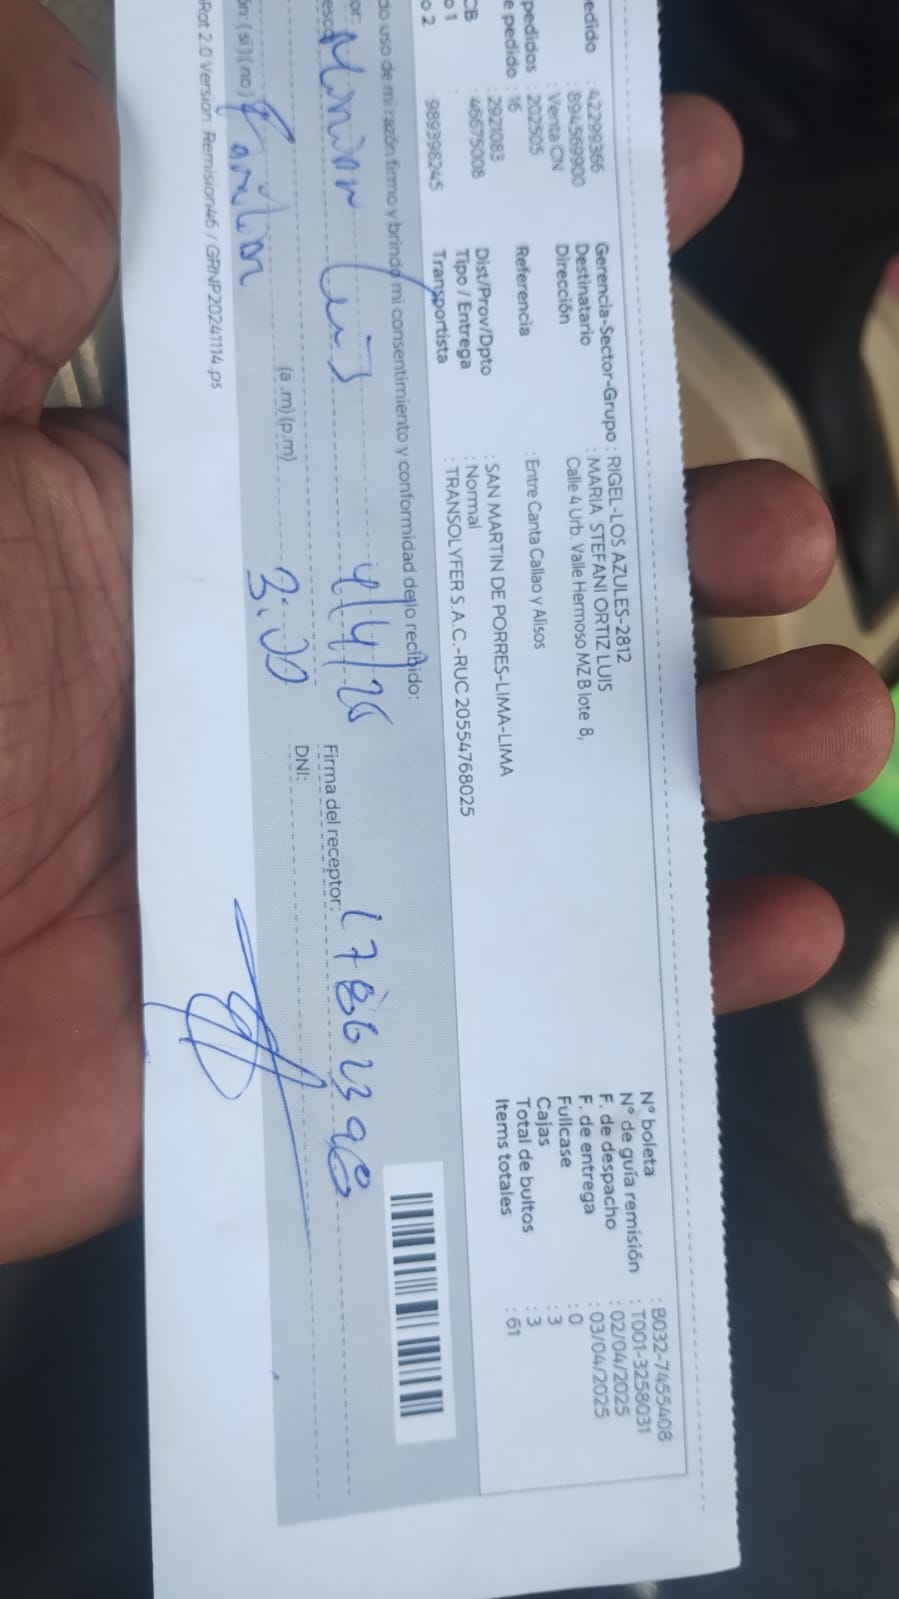 edido : 42299366
: 894569900
Venta CN
pedidos : 202505
e pedido : 16
: 2921083
CB : 46675008
o 1 :
o 2 : 989398245
Gerencia-Sector-Grupo : RIGEL-LOS AZULES-2812
Destinatario : MARIA STEFANI ORTIZ LUIS
Dirección Calle 4 Urb. Valle Hermoso MZ B lote 8,
Referencia : Entre Canta Callao y Alisos
Dist/Prov/Dpto : SAN MARTIN DE PORRES-LIMA-LIMA
Tipo / Entrega : Normal
Transportista : TRANSOLYFER S.A.C.-RUC 20554768025
N° boleta : B032-7455408
N° de guía remisión : T001-3258031
F. de despacho : 02/04/2025
F. de entrega : 03/04/2025
Fullcase : 0
Cajas : 3
Total de bultos : 3
Items totales : 61
do uso de mi razón firmo y brindo mi consentimiento y conformidad de lo recibido:
or: Luis 4/4/25 Firma del receptor: 17862390
(a.m)(p.m) 3:00 DNI:
ón: (si) (no)
Rot 2.0 Version: Remision46 / GRNP20241114.ps